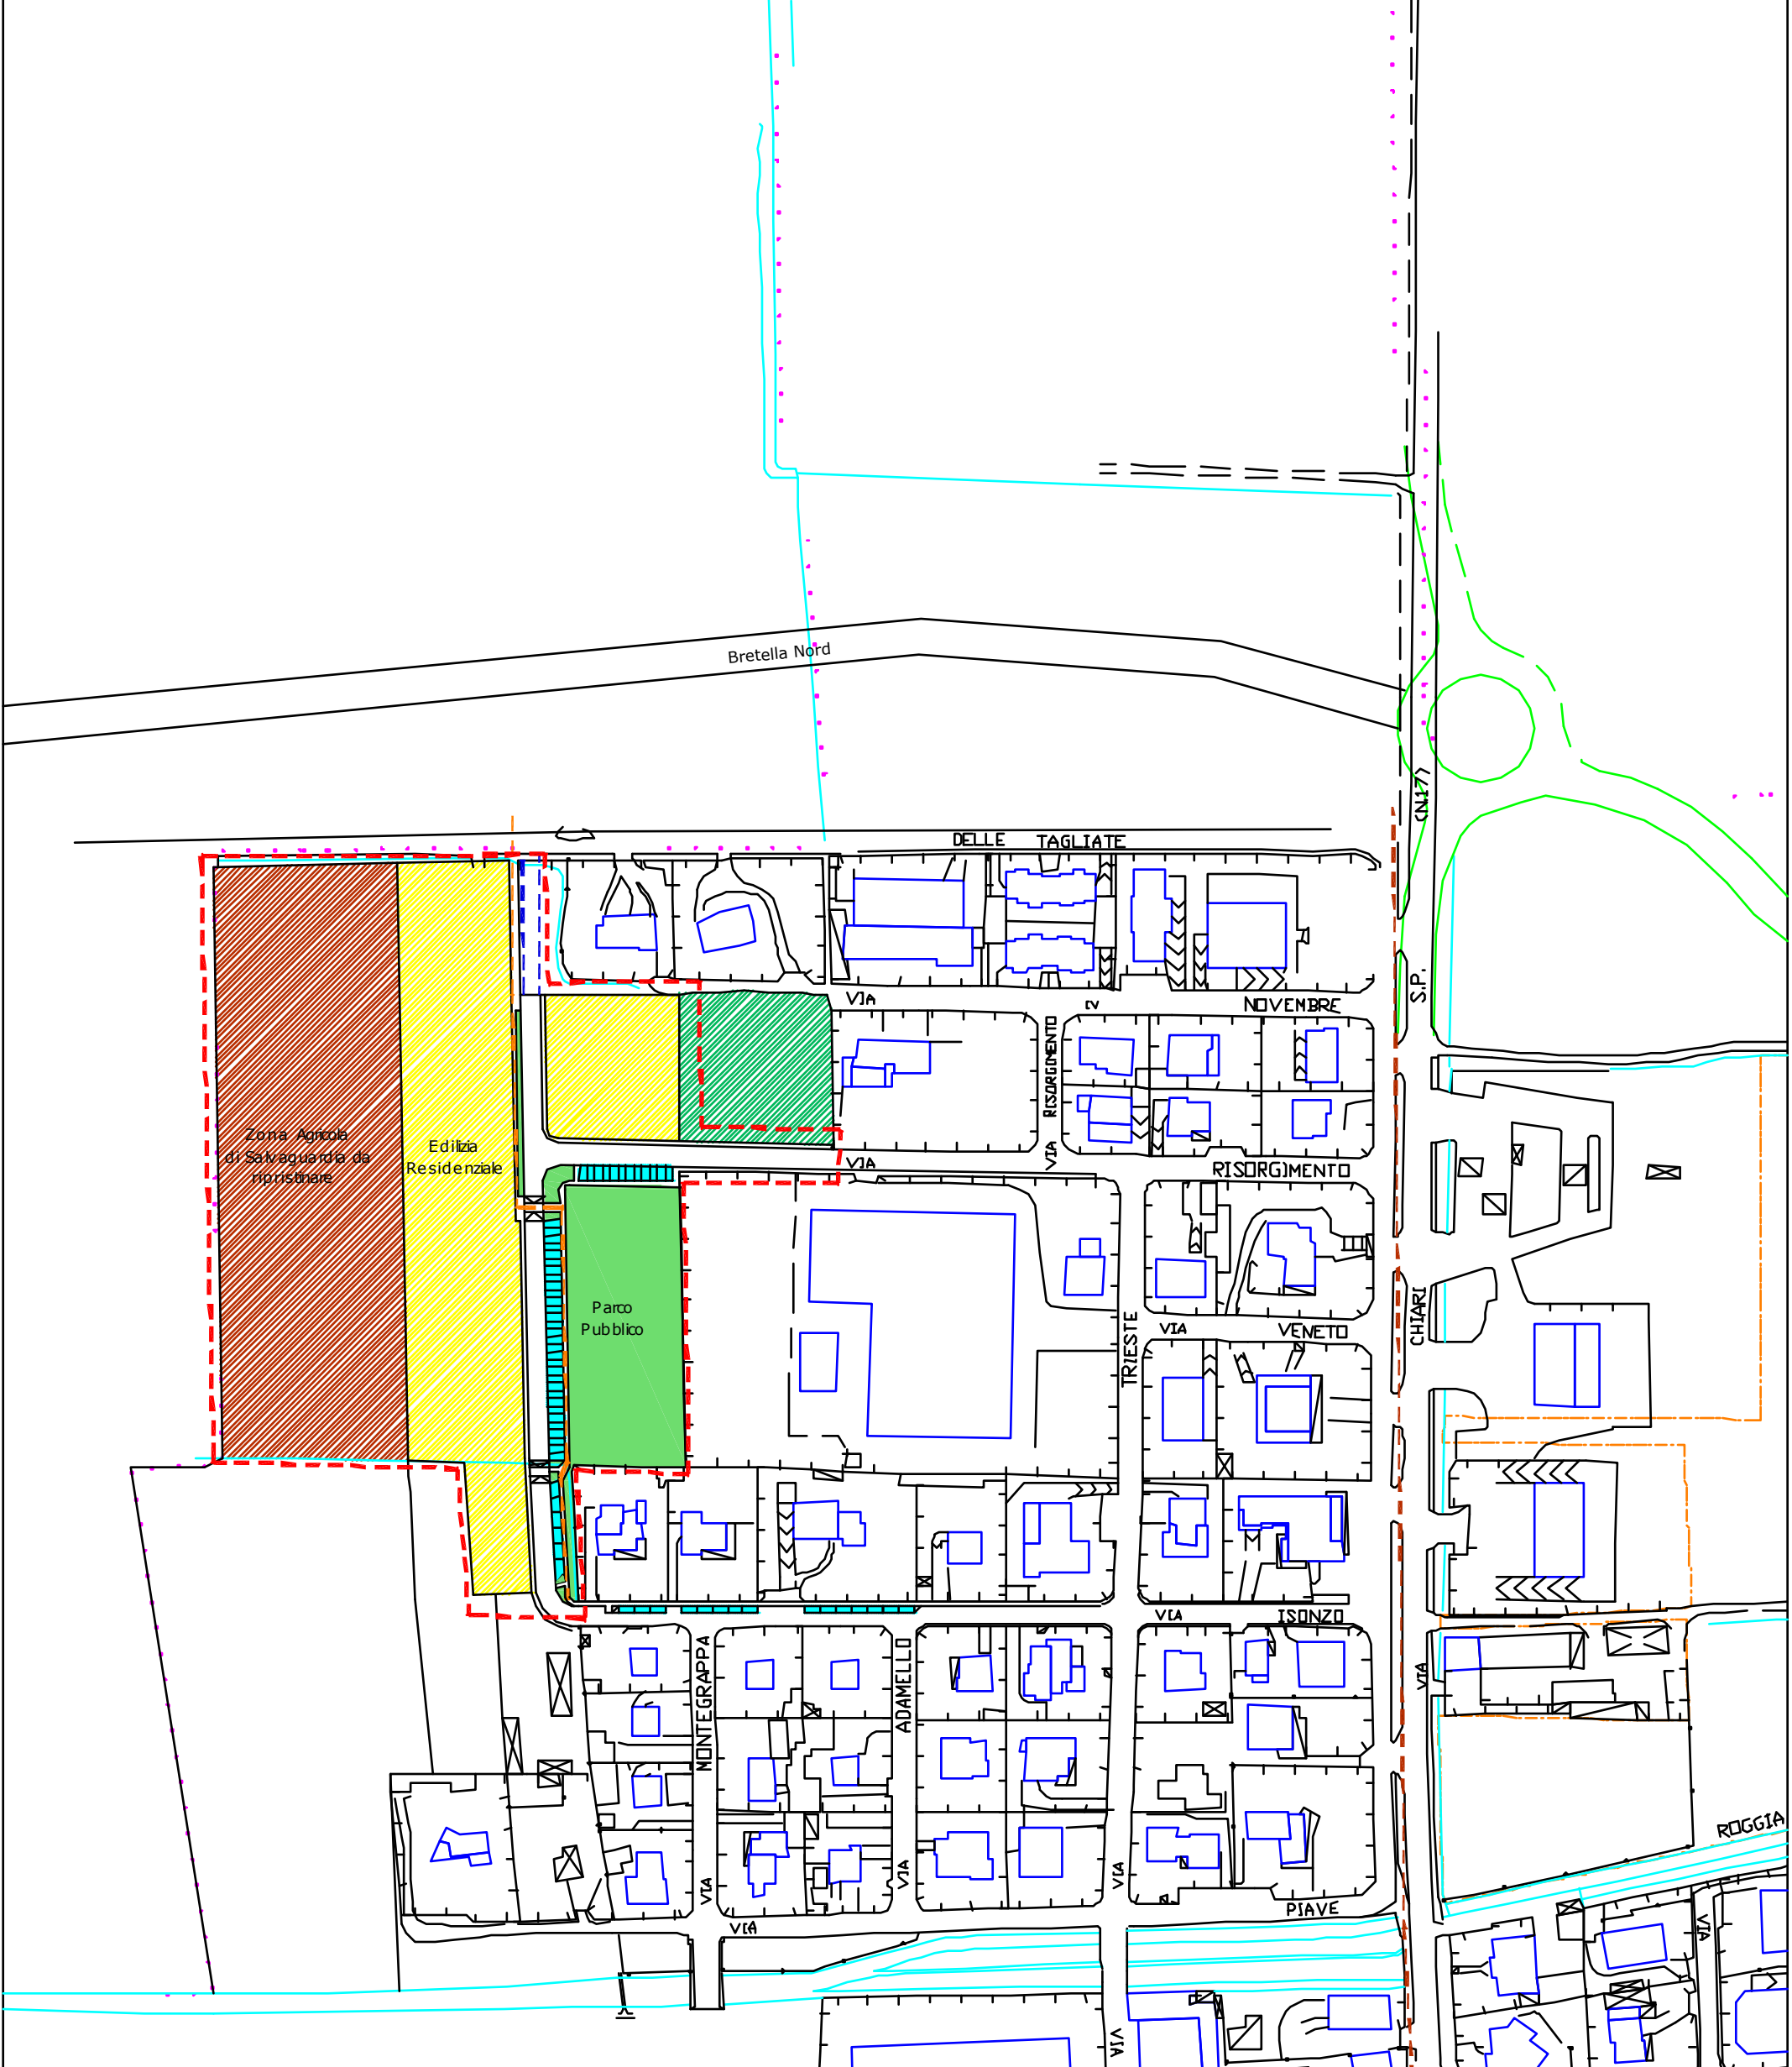 Bretella Nord
(N17)
DELLE TAGLIATE
S.P.
VIA IV NOVEMBRE
RISORGIMENTO
VIA
Zona Agricola
di Salvaguardia da
ripristinare
Edilizia
Residenziale
VIA RISORGIMENTO
Parco
Pubblico
TRIESTE
VIA VENETO
CHIARI
VIA ISONZO
MONTEGRAPPA
ADAMELLO
VIA
ROGGIA
VIA
VIA
VIA
VIA PIAVE
VIA
VIA